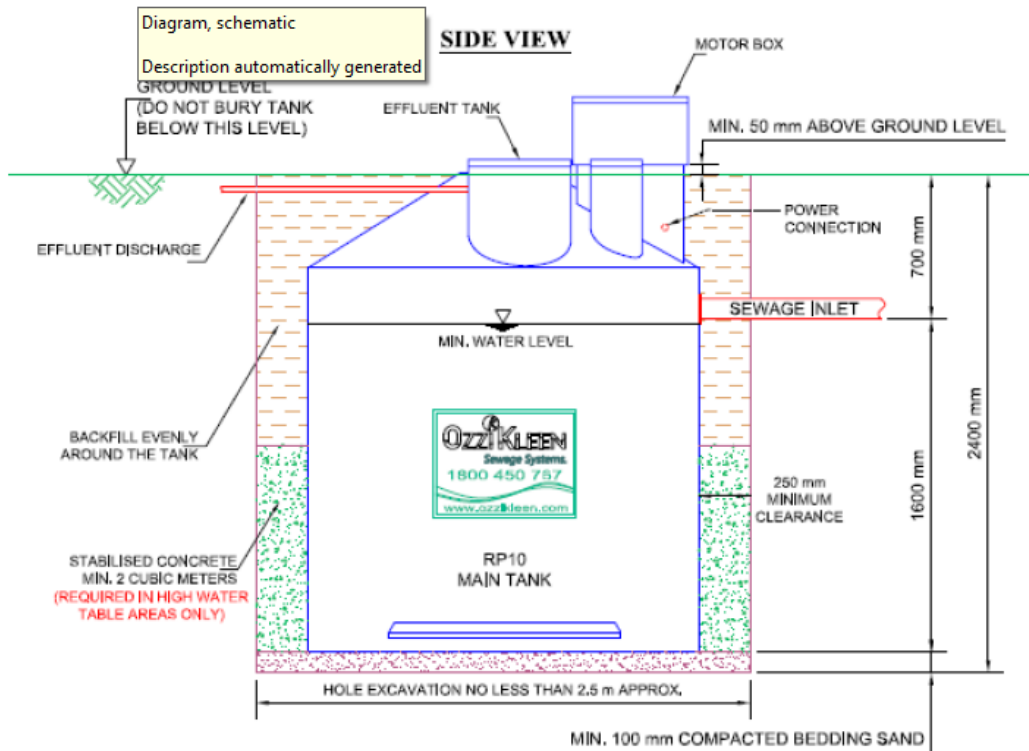 Diagram, schematic
Description automatically generated
SIDE VIEW
MOTOR BOX
GROUND LEVEL
(DO NOT BURY TANK
BELOW THIS LEVEL)
EFFLUENT TANK
MIN. 50 mm ABOVE GROUND LEVEL
EFFLUENT DISCHARGE
POWER
CONNECTION
700 mm
SEWAGE INLET
MIN. WATER LEVEL
BACKFILL EVENLY
AROUND THE TANK
OZZIKLEEN
Sewage Systems.
1800 450 767
www.ozzikleen.com
250 mm
MINIMUM
CLEARANCE
1600 mm
2400 mm
STABILISED CONCRETE
MIN. 2 CUBIC METERS
(REQUIRED IN HIGH WATER
TABLE AREAS ONLY)
RP10
MAIN TANK
HOLE EXCAVATION NO LESS THAN 2.5 m APPROX.
MIN. 100 mm COMPACTED BEDDING SAND